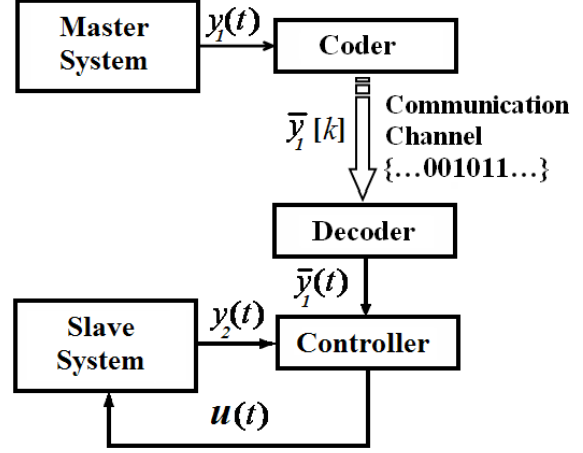 Master
System
y₁(t)
Coder
ȳ₁[k]
Communication
Channel
{...001011...}
Decoder
ȳ₁(t)
Slave
System
y₂(t)
Controller
u(t)